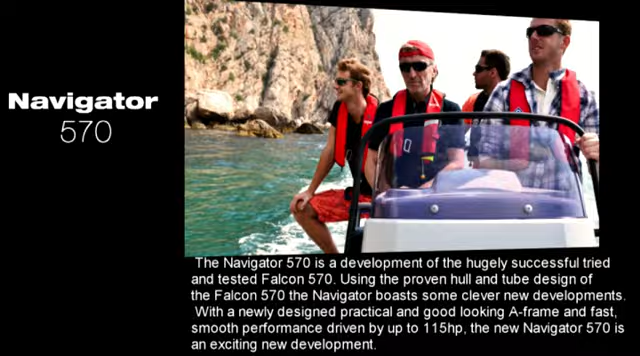 Navigator
570
The Navigator 570 is a development of the hugely successful tried
and tested Falcon 570. Using the proven hull and tube design of
the Falcon 570 the Navigator boasts some clever new developments.
With a newly designed practical and good looking A-frame and fast,
smooth performance driven by up to 115hp, the new Navigator 570 is
an exciting new development.